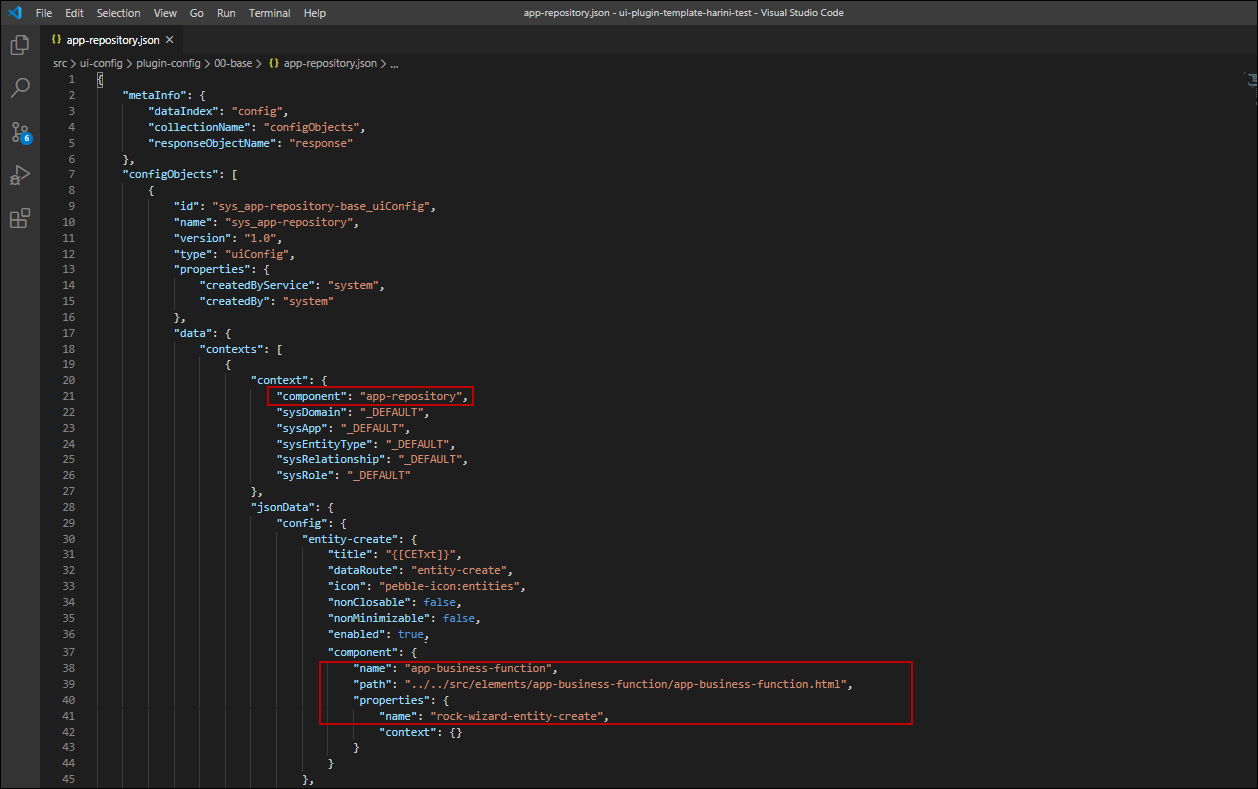 File Edit Selection View Go Run Terminal Help app-repository.json - ui-plugin-template-harini-test - Visual Studio Code
{} app-repository.json ×
src > ui-config > plugin-config > 00-base > {} app-repository.json > ...
1 {
2 "metaInfo": {
3 "dataIndex": "config",
4 "collectionName": "configObjects",
5 "responseObjectName": "response"
6 },
7 "configObjects": [
8 {
9 "id": "sys_app-repository-base_uiConfig",
10 "name": "sys_app-repository",
11 "version": "1.0",
12 "type": "uiConfig",
13 "properties": {
14 "createdByService": "system",
15 "createdBy": "system"
16 },
17 "data": {
18 "contexts": [
19 {
20 "context": {
21 "component": "app-repository",
22 "sysDomain": "_DEFAULT",
23 "sysApp": "_DEFAULT",
24 "sysEntityType": "_DEFAULT",
25 "sysRelationship": "_DEFAULT",
26 "sysRole": "_DEFAULT"
27 },
28 "jsonData": {
29 "config": {
30 "entity-create": {
31 "title": "{[CETxt]}",
32 "dataRoute": "entity-create",
33 "icon": "pebble-icon:entities",
34 "nonClosable": false,
35 "nonMinimizable": false,
36 "enabled": true,
37 "component": {
38 "name": "app-business-function",
39 "path": "../../src/elements/app-business-function/app-business-function.html",
40 "properties": {
41 "name": "rock-wizard-entity-create",
42 "context": {}
43 }
44 }
45 },
6